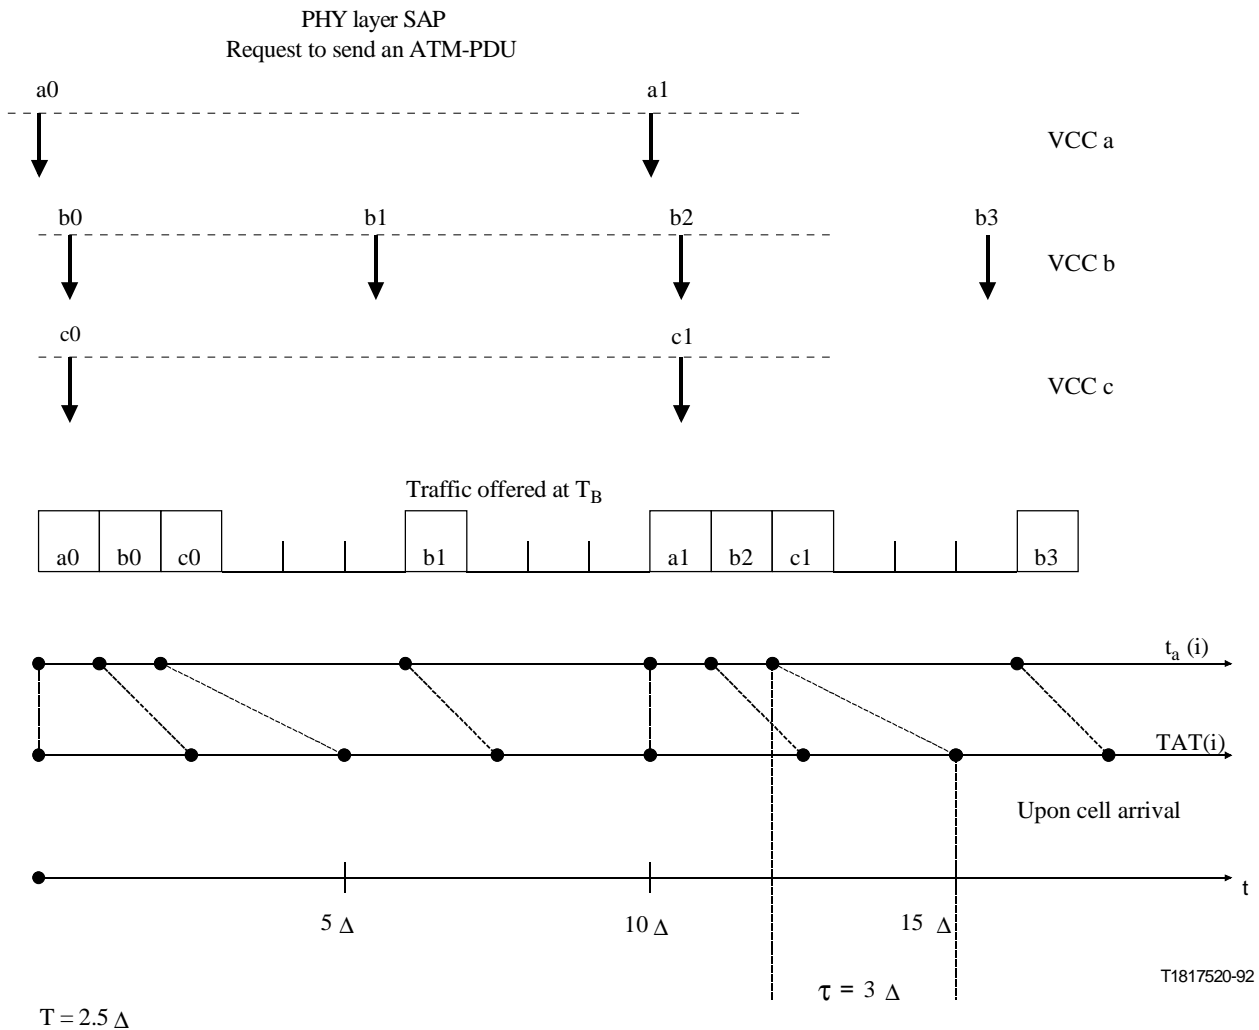 PHY layer SAP
Request to send an ATM-PDU
a0 a1
VCC a
b0 b1 b2 b3
VCC b
c0 c1
VCC c
Traffic offered at T_B
a0 b0 c0 b1 a1 b2 c1 b3
t_a (i)
TAT(i)
Upon cell arrival
t
5 Δ 10 Δ 15 Δ
T1817520-92
τ = 3 Δ
T = 2.5 Δ